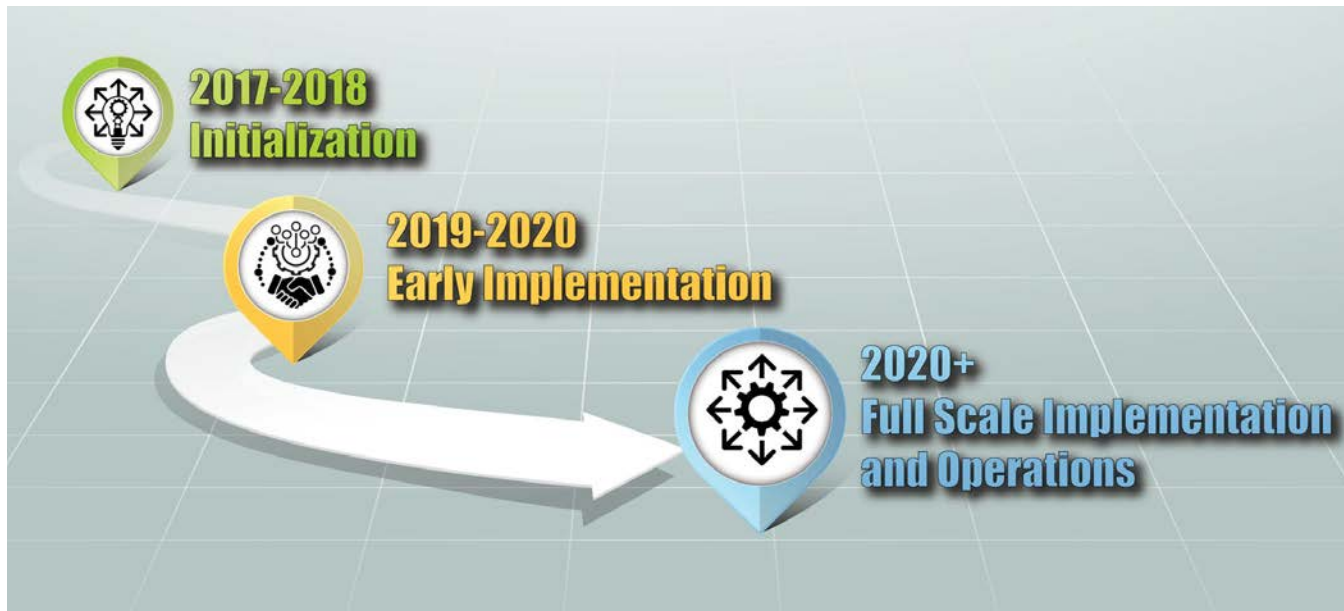 2017-2018
Initialization
2019-2020
Early Implementation
2020+
Full Scale Implementation
and Operations